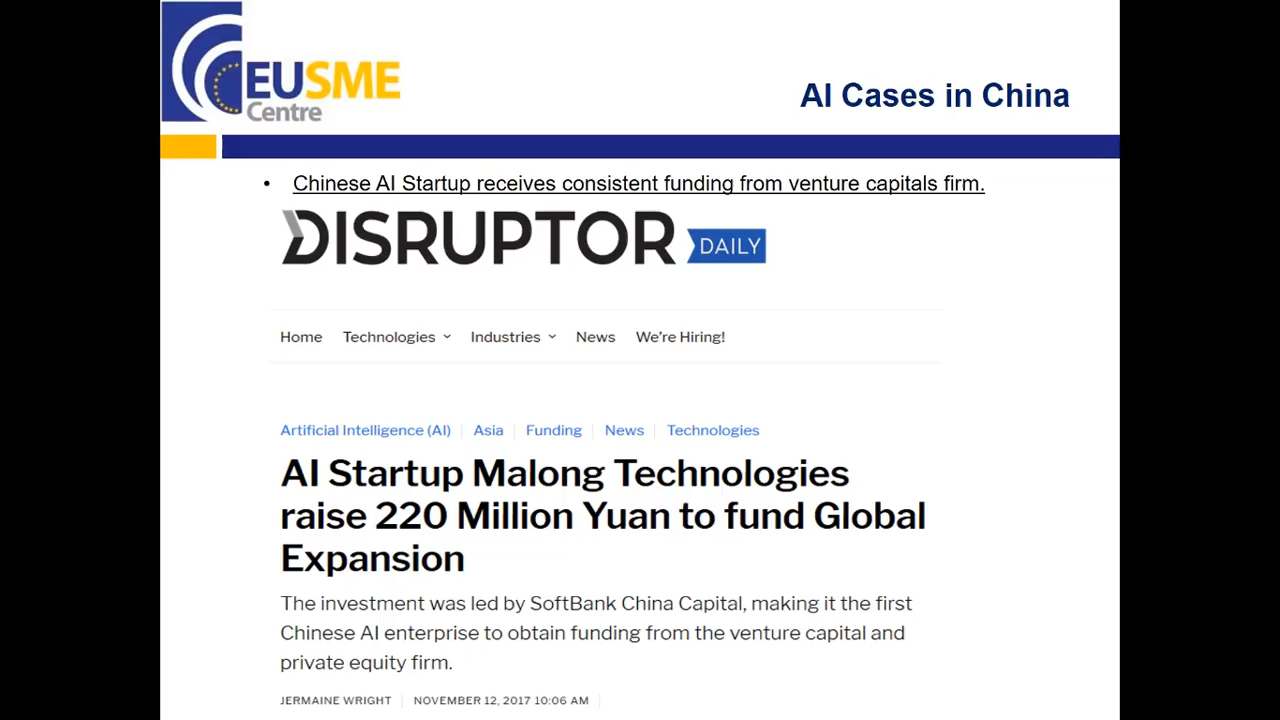 EUSME
Centre
AI Cases in China
• Chinese AI Startup receives consistent funding from venture capitals firm.
DISRUPTOR DAILY
Home Technologies Industries News We're Hiring!
Artificial Intelligence (AI) Asia Funding News Technologies
AI Startup Malong Technologies
raise 220 Million Yuan to fund Global
Expansion
The investment was led by SoftBank China Capital, making it the first
Chinese AI enterprise to obtain funding from the venture capital and
private equity firm.
JERMAINE WRIGHT NOVEMBER 12, 2017 10:06 AM